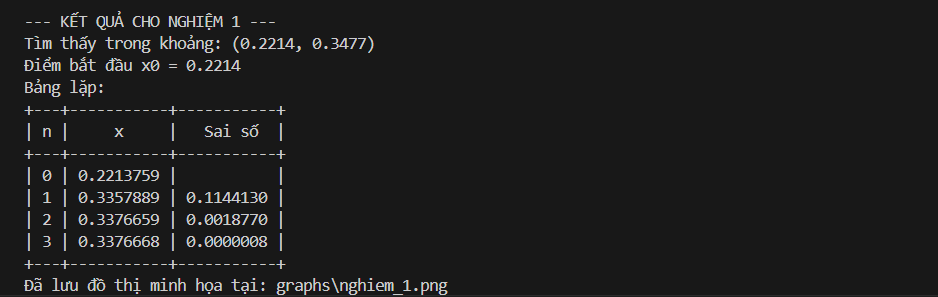 --- KẾT QUẢ CHO NGHIỆM 1 ---
Tìm thấy trong khoảng: (0.2214, 0.3477)
Điểm bắt đầu x0 = 0.2214
Bảng lặp:
+---+-----------+-----------+
| n |     x     |   Sai số  |
+---+-----------+-----------+
| 0 | 0.2213759 |           |
| 1 | 0.3357889 | 0.1144130 |
| 2 | 0.3376659 | 0.0018770 |
| 3 | 0.3376668 | 0.0000008 |
+---+-----------+-----------+
Đã lưu đồ thị minh họa tại: graphs\nghiem_1.png